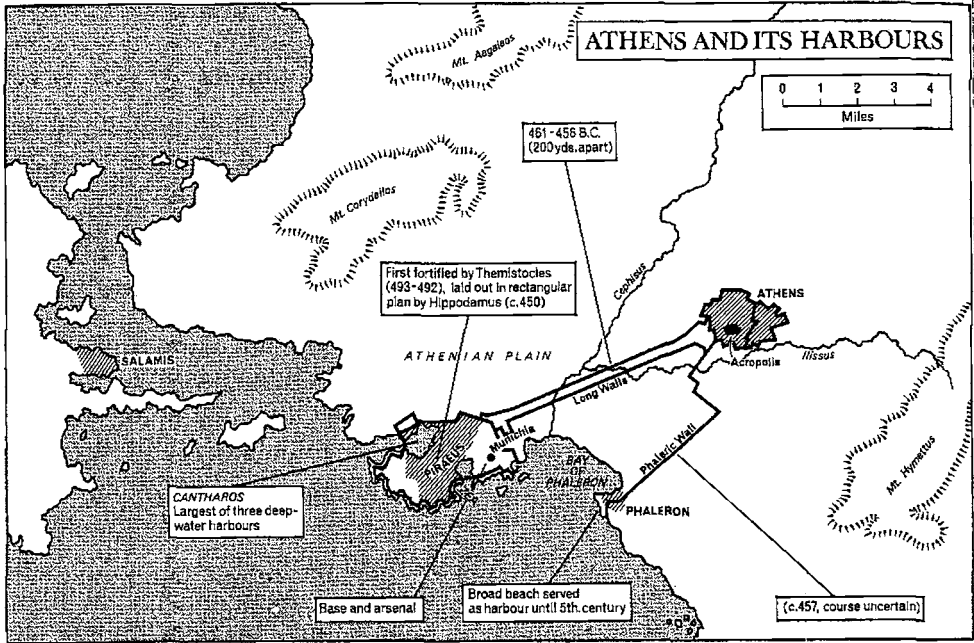 ATHENS AND ITS HARBOURS
0 1 2 3 4
Miles
Mt. Aegaleos
461-456 B.C.
(200yds. apart)
Mt. Corydellos
Cephisus
First fortified by Themistocles
(493-492), laid out in rectangular
plan by Hippodamus (c.450)
ATHENS
Acropolis
Ilissus
ATHENIAN PLAIN
SALAMIS
Long Walls
Phaleric Wall
Mt. Hymettus
Munichia
PIRAEUS
BAY
OF
PHALERON
CANTHAROS
Largest of three deep-
water harbours
PHALERON
Base and arsenal
Broad beach served
as harbour until 5th. century
(c.457, course uncertain)